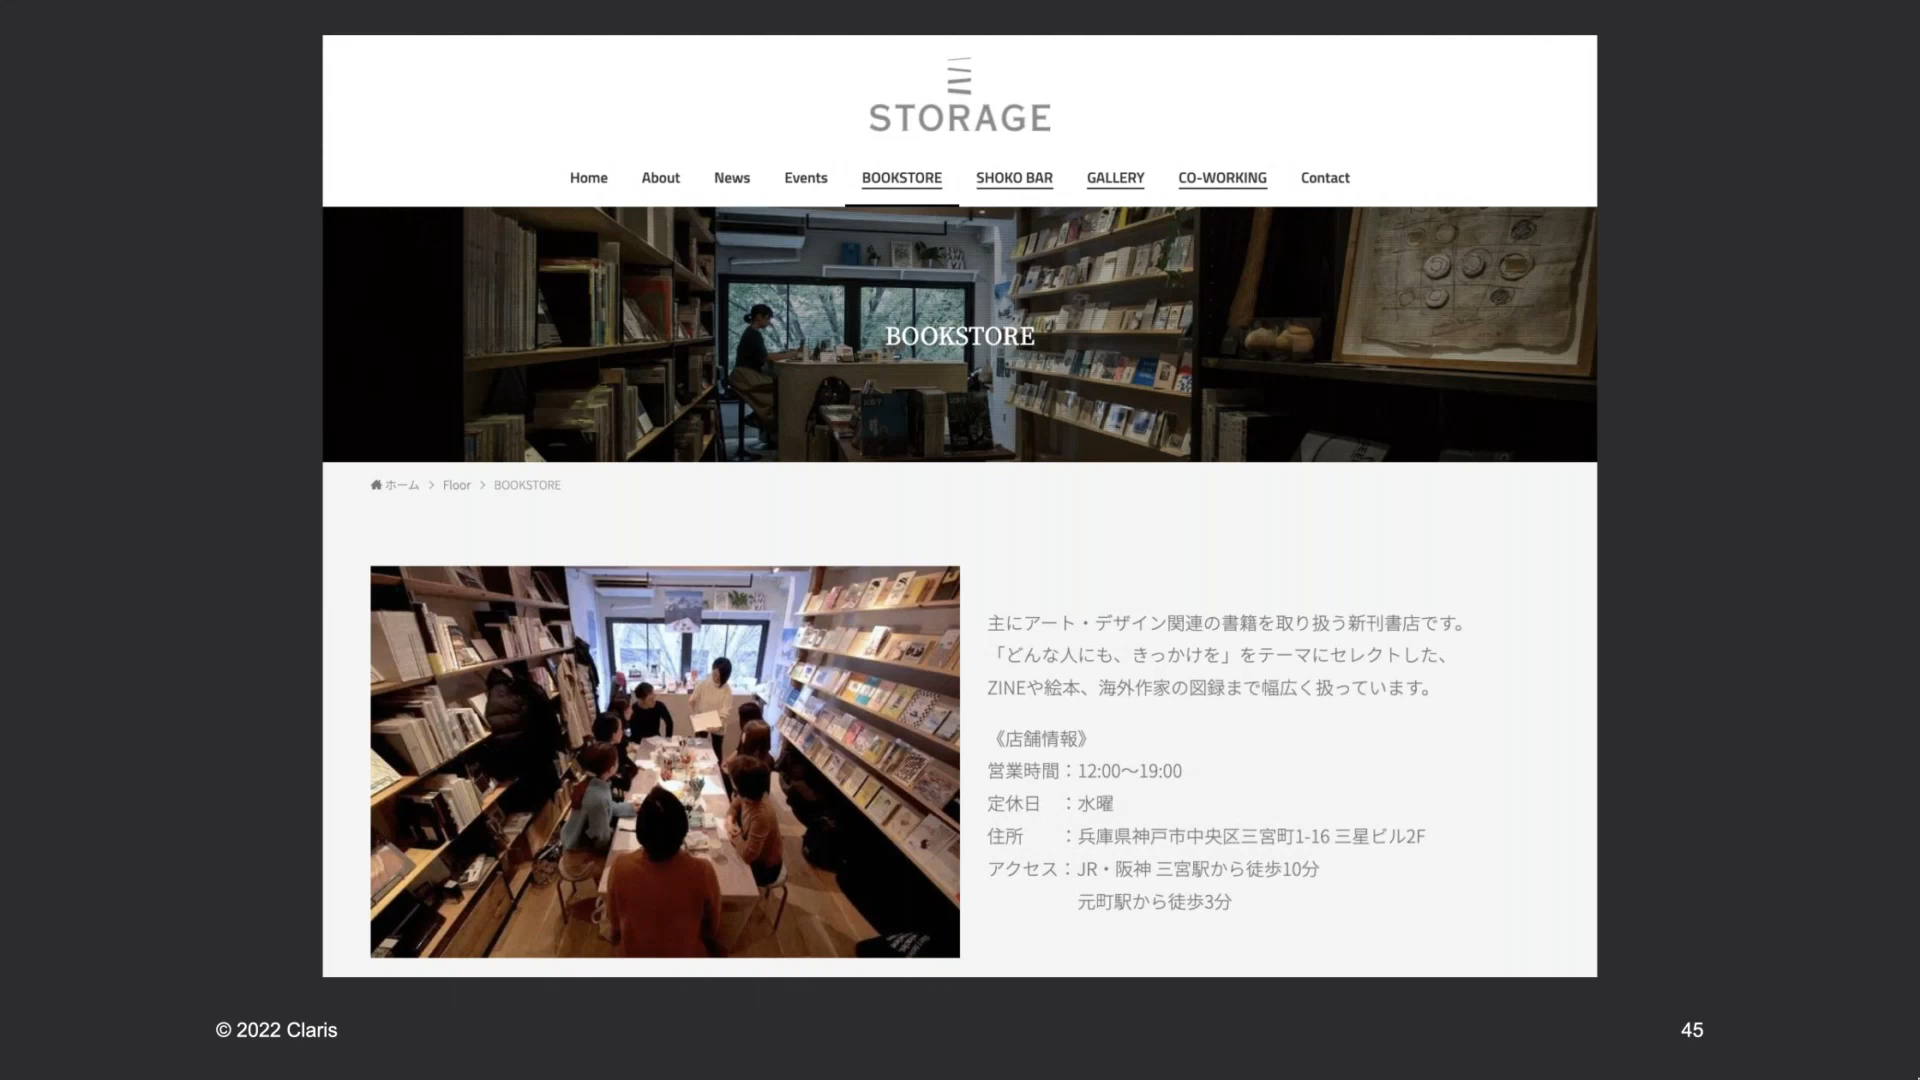 STORAGE
Home About News Events BOOKSTORE SHOKO BAR GALLERY CO-WORKING Contact
BOOKSTORE
ホーム > Floor > BOOKSTORE
主にアート・デザイン関連の書籍を取り扱う新刊書店です。
「どんな人にも、きっかけを」をテーマにセレクトした、
ZINEや絵本、海外作家の図録まで幅広く扱っています。
《店舗情報》
営業時間：12:00〜19:00
定休日　：水曜
住所　　：兵庫県神戸市中央区三宮町1-16 三星ビル2F
アクセス：JR・阪神 三宮駅から徒歩10分
元町駅から徒歩3分
© 2022 Claris
45